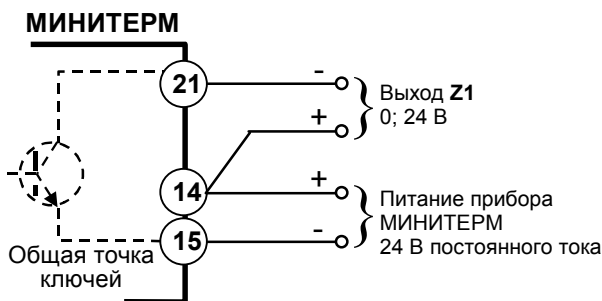 МИНИТЕРМ
21
-
+
Выход Z1
0; 24 В
14
+
Питание прибора
МИНИТЕРМ
24 В постоянного тока
15
-
Общая точка
ключей